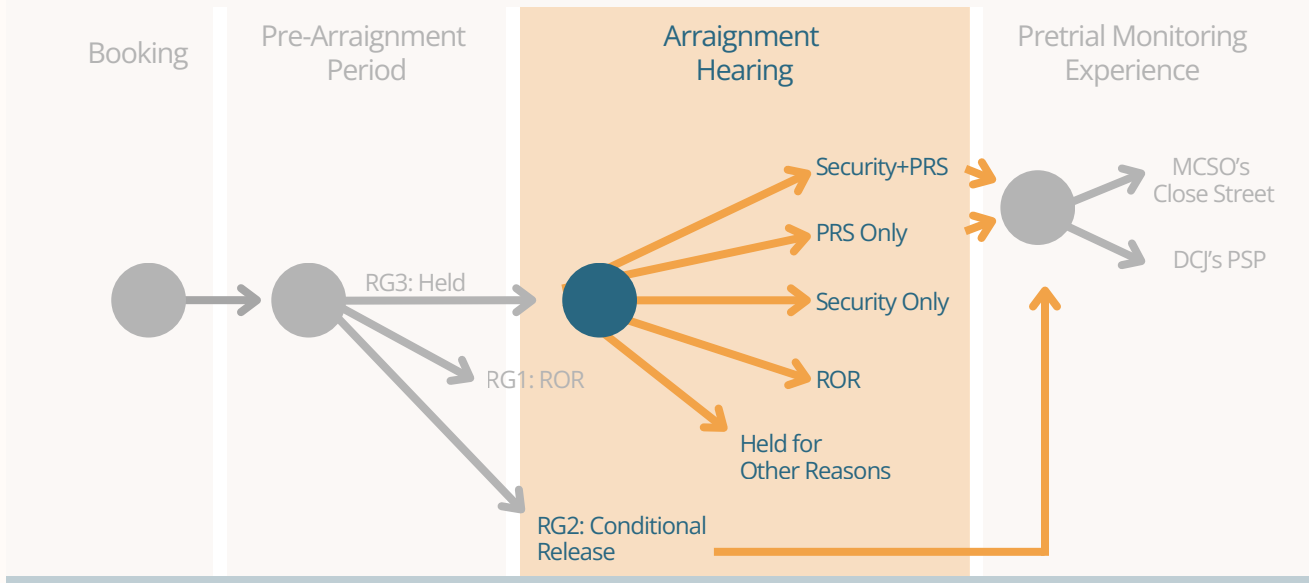 Booking
Pre-Arraignment
Period
Arraignment
Hearing
Pretrial Monitoring
Experience
RG3: Held
RG1: ROR
Security+PRS
PRS Only
Security Only
ROR
Held for
Other Reasons
RG2: Conditional
Release
MCSO's
Close Street
DCJ's PSP